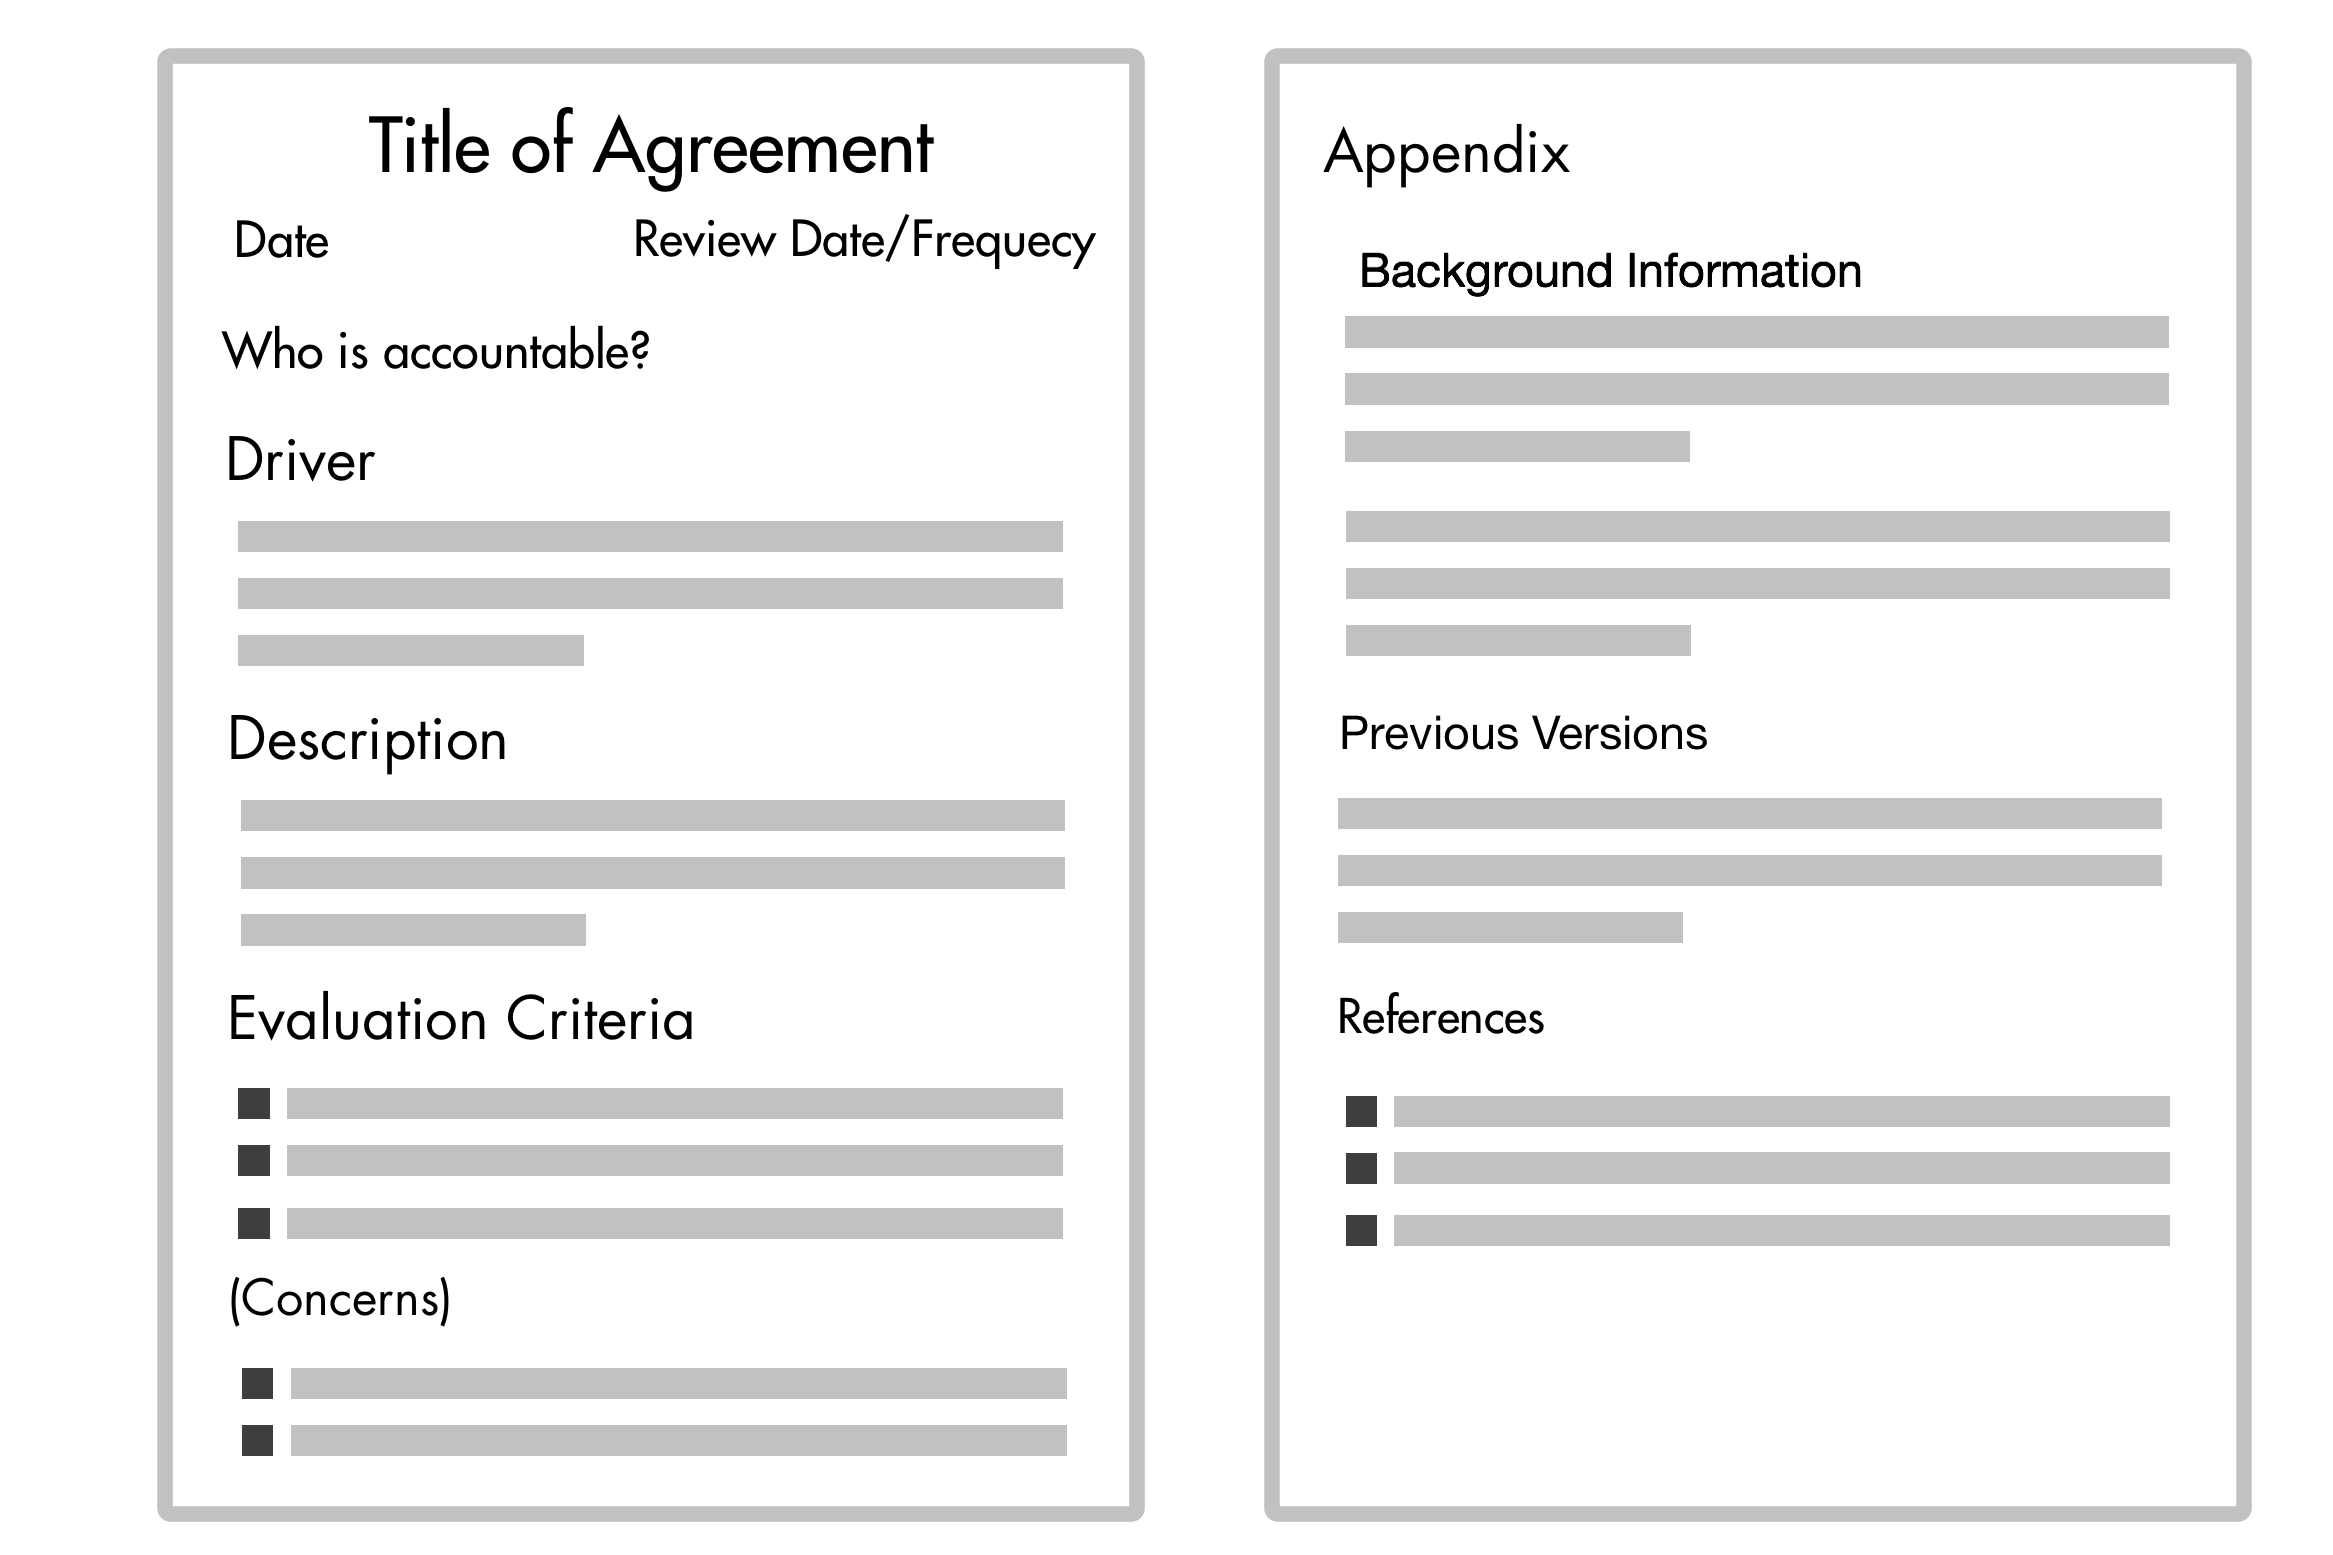 Title of Agreement
Date Review Date/Frequecy
Who is accountable?
Driver
Description
Evaluation Criteria
(Concerns)
Appendix
Background Information
Previous Versions
References